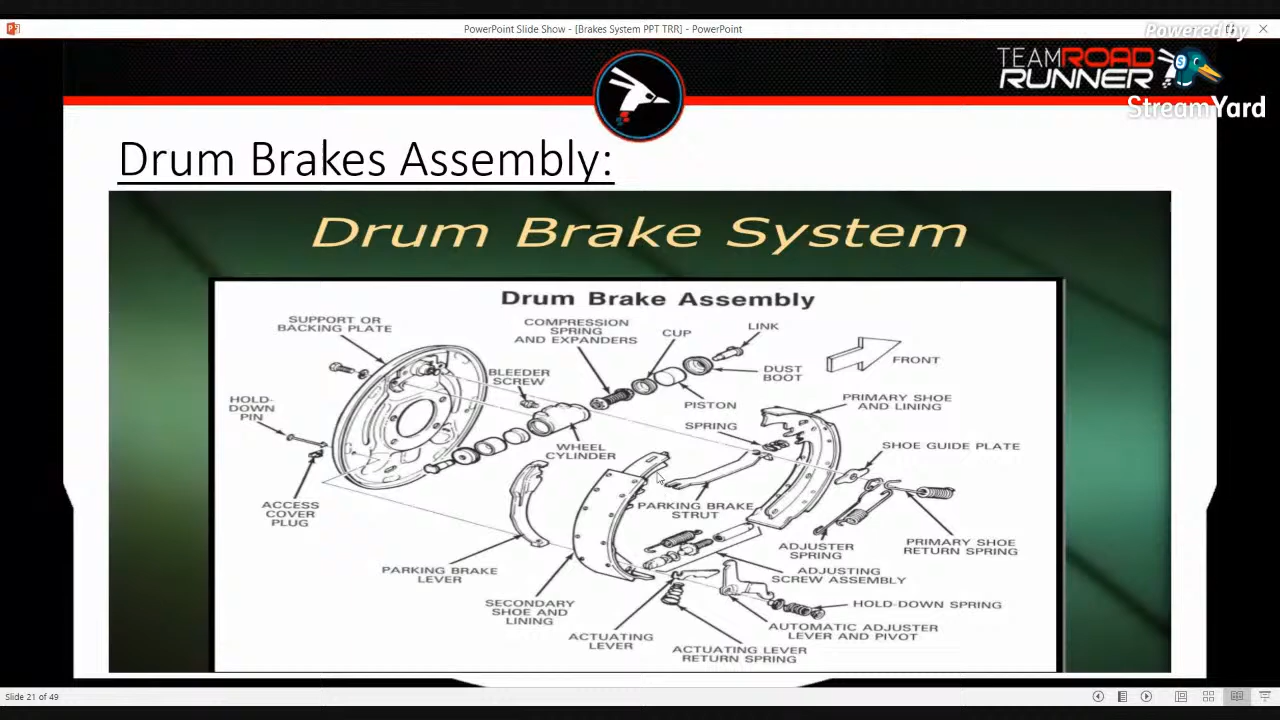 PowerPoint Slide Show - [Brakes System PPT TRR] - PowerPoint
Powered by
StreamYard
TEAMROAD
RUNNER
Drum Brakes Assembly:
Drum Brake System
Drum Brake Assembly
SUPPORT OR
BACKING PLATE
COMPRESSION
SPRING
AND EXPANDERS
CUP
LINK
FRONT
BLEEDER
SCREW
DUST
BOOT
HOLD-
DOWN
PIN
PISTON
PRIMARY SHOE
AND LINING
SPRING
SHOE GUIDE PLATE
WHEEL
CYLINDER
ACCESS
COVER
PLUG
PARKING BRAKE
STRUT
ADJUSTER
SPRING
PRIMARY SHOE
RETURN SPRING
PARKING BRAKE
LEVER
ADJUSTING
SCREW ASSEMBLY
SECONDARY
SHOE AND
LINING
HOLD-DOWN SPRING
ACTUATING
LEVER
AUTOMATIC ADJUSTER
LEVER AND PIVOT
ACTUATING LEVER
RETURN SPRING
Slide 21 of 49